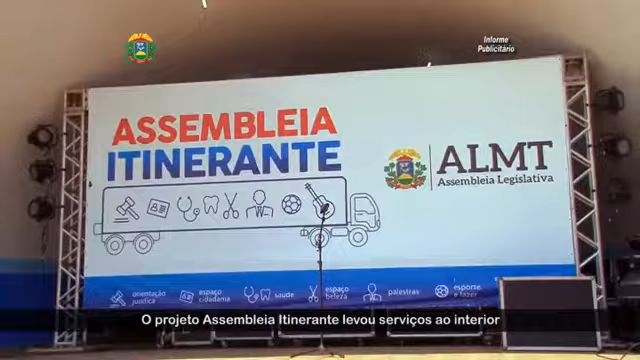 Informe
Publicitário
ASSEMBLEIA
ITINERANTE
ALMT
Assembleia Legislativa
orientação
jurídica
espaço
cidadania
saúde
espaço
beleza
palestras
esporte
e lazer
O projeto Assembleia Itinerante levou serviços ao interior